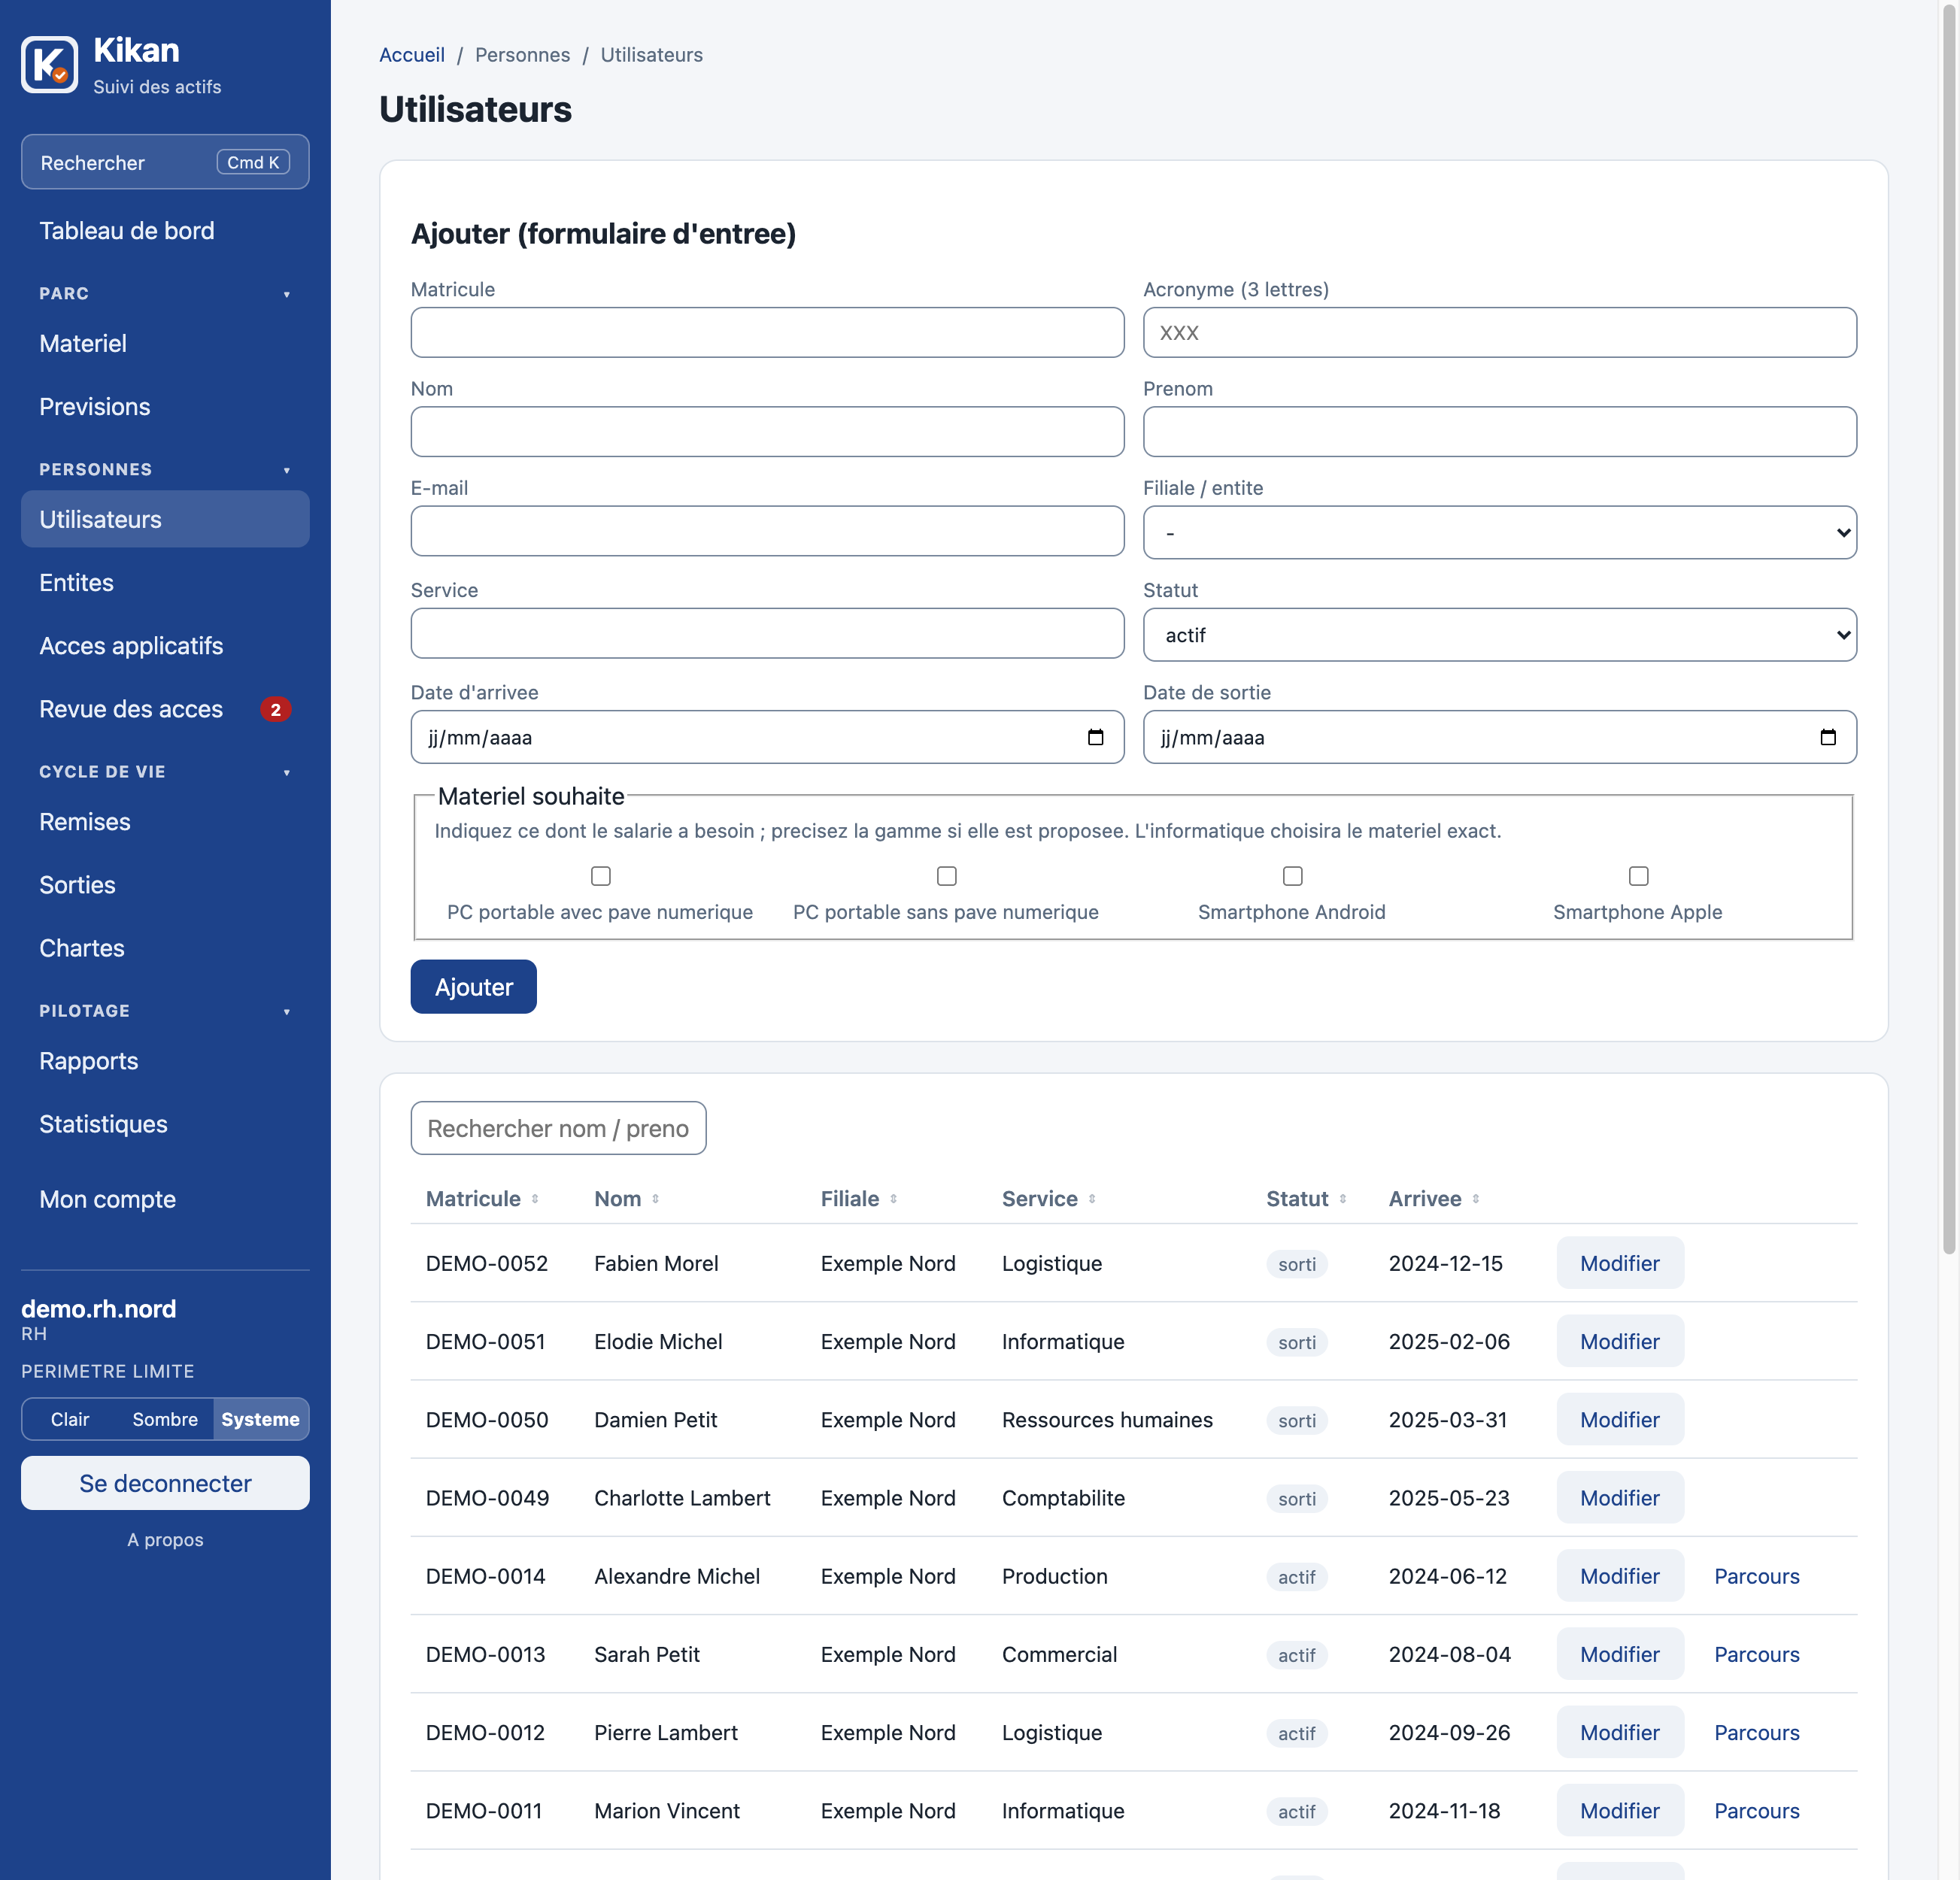 Kikan
Suivi des actifs
Rechercher Cmd K
Tableau de bord
PARC
Materiel
Previsions
PERSONNES
Utilisateurs
Entites
Acces applicatifs
Revue des acces 2
CYCLE DE VIE
Remises
Sorties
Chartes
PILOTAGE
Rapports
Statistiques
Mon compte
demo.rh.nord
RH
PERIMETRE LIMITE
Clair Sombre Systeme
Se deconnecter
A propos
Accueil / Personnes / Utilisateurs
Utilisateurs
Ajouter (formulaire d'entree)
Matricule Acronyme (3 lettres)
XXX
Nom Prenom
E-mail Filiale / entite
-
Service Statut
actif
Date d'arrivee Date de sortie
jj/mm/aaaa jj/mm/aaaa
Materiel souhaite
Indiquez ce dont le salarie a besoin ; precisez la gamme si elle est proposee. L'informatique choisira le materiel exact.
PC portable avec pave numerique PC portable sans pave numerique Smartphone Android Smartphone Apple
Ajouter
Rechercher nom / preno
Matricule Nom Filiale Service Statut Arrivee
DEMO-0052 Fabien Morel Exemple Nord Logistique sorti 2024-12-15 Modifier
DEMO-0051 Elodie Michel Exemple Nord Informatique sorti 2025-02-06 Modifier
DEMO-0050 Damien Petit Exemple Nord Ressources humaines sorti 2025-03-31 Modifier
DEMO-0049 Charlotte Lambert Exemple Nord Comptabilite sorti 2025-05-23 Modifier
DEMO-0014 Alexandre Michel Exemple Nord Production actif 2024-06-12 Modifier Parcours
DEMO-0013 Sarah Petit Exemple Nord Commercial actif 2024-08-04 Modifier Parcours
DEMO-0012 Pierre Lambert Exemple Nord Logistique actif 2024-09-26 Modifier Parcours
DEMO-0011 Marion Vincent Exemple Nord Informatique actif 2024-11-18 Modifier Parcours